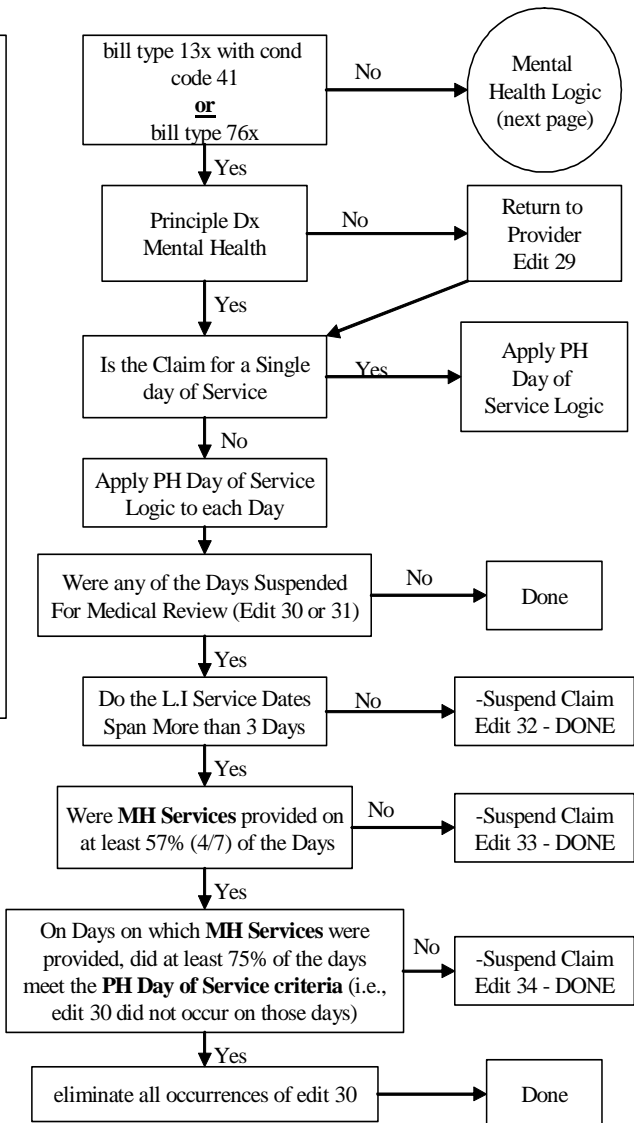 bill type 13x with cond
code 41
or
bill type 76x
No
Mental
Health Logic
(next page)
Yes
Principle Dx
Mental Health
No
Return to
Provider
Edit 29
Yes
Is the Claim for a Single
day of Service
Yes
Apply PH
Day of
Service Logic
No
Apply PH Day of Service
Logic to each Day
Were any of the Days Suspended
For Medical Review (Edit 30 or 31)
No
Done
Yes
Do the L.I Service Dates
Span More than 3 Days
No
-Suspend Claim
Edit 32 - DONE
Yes
Were MH Services provided on
at least 57% (4/7) of the Days
No
-Suspend Claim
Edit 33 - DONE
Yes
On Days on which MH Services were
provided, did at least 75% of the days
meet the PH Day of Service criteria (i.e.,
edit 30 did not occur on those days)
No
-Suspend Claim
Edit 34 - DONE
Yes
eliminate all occurrences of edit 30
Done